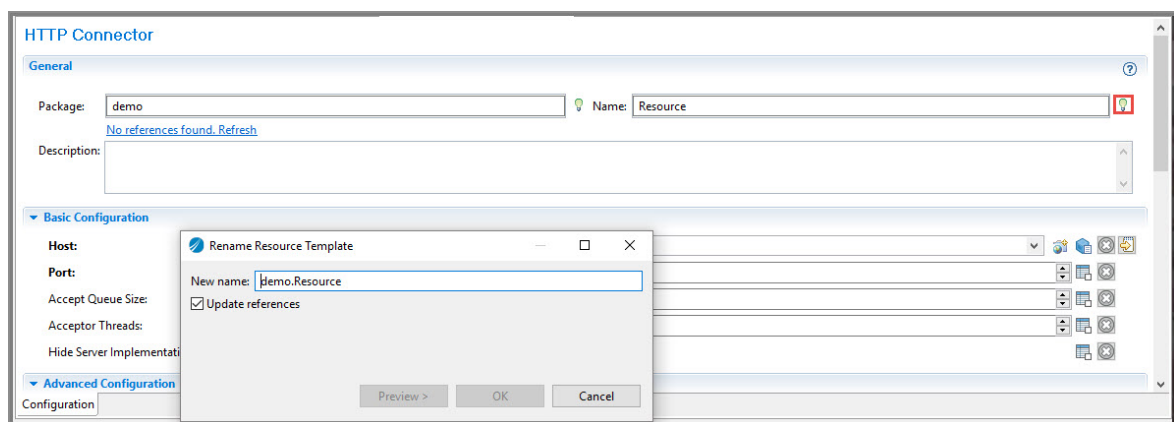 HTTP Connector
General
Package: demo Name: Resource
No references found. Refresh
Description:
Basic Configuration
Host:
Port:
Accept Queue Size:
Acceptor Threads:
Hide Server Implementati
Advanced Configuration
Configuration
Rename Resource Template
New name: demo.Resource
Update references
Preview > OK Cancel